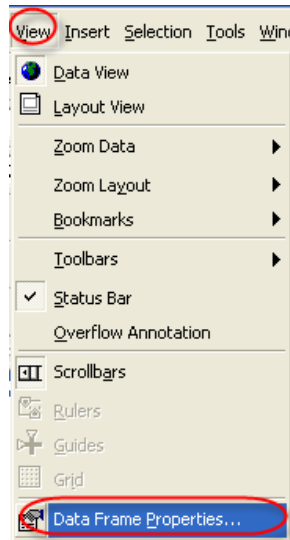 View Insert Selection Tools
Data View
Layout View
Zoom Data
Zoom Layout
Bookmarks
Toolbars
Status Bar
Overflow Annotation
Scrollbars
Rulers
Guides
Grid
Data Frame Properties...